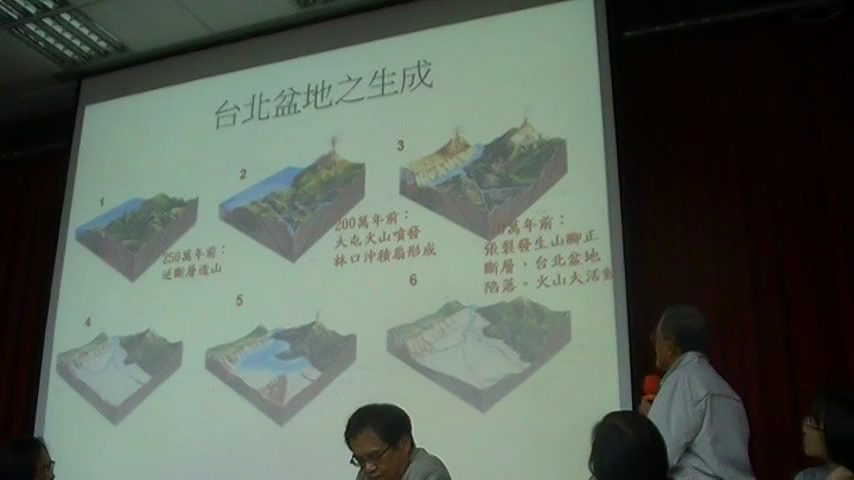 台北盆地之生成
1
250萬年前：
逆斷層造山
2
200萬年前：
大屯火山噴發
林口沖積扇形成
3
萬年前：
張裂發生山腳正
斷層、台北盆地
陷落。火山大活動
4
5
6